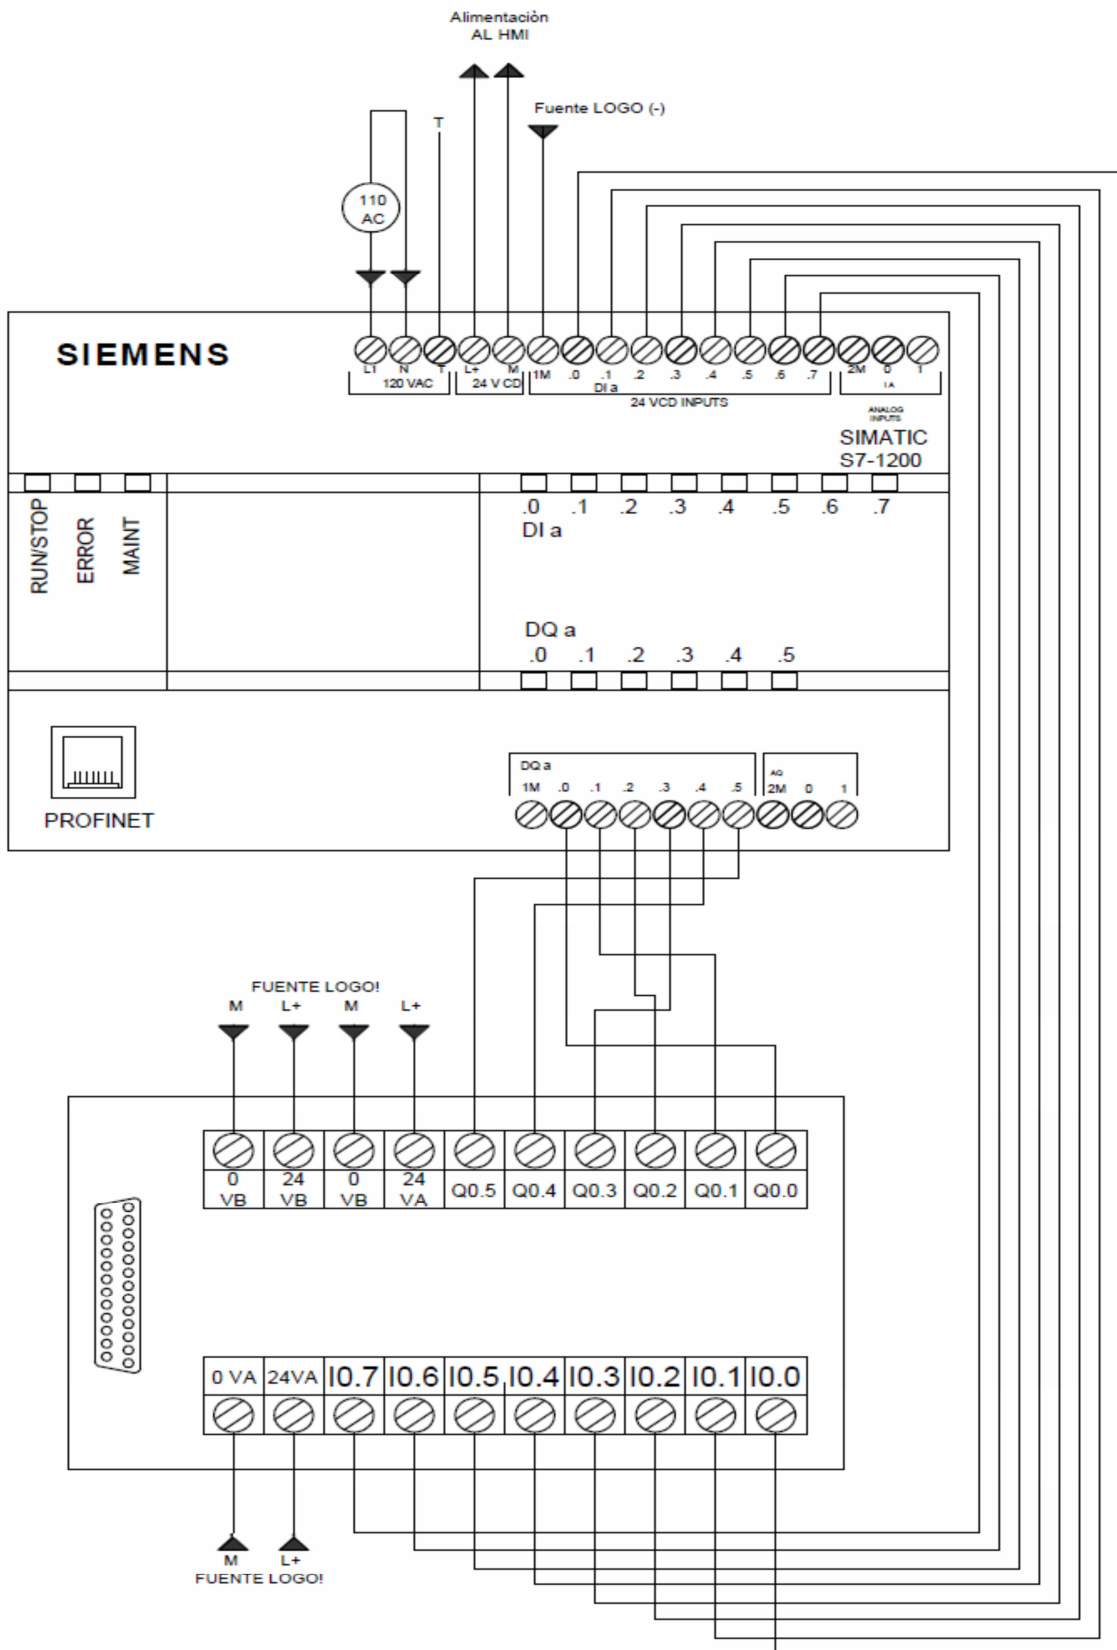 Alimentaciòn
AL HMI
Fuente LOGO (-)
T
110
AC
SIEMENS
L1 N T L+ M 1M .0 .1 .2 .3 .4 .5 .6 .7 2M 0 1
120 VAC 24 V CD DI a I A
24 VCD INPUTS
ANALOG
INPUTS
SIMATIC
S7-1200
RUN/STOP
ERROR
MAINT
.0 .1 .2 .3 .4 .5 .6 .7
DI a
DQ a
.0 .1 .2 .3 .4 .5
DQ a
AQ
1M .0 .1 .2 .3 .4 .5 2M 0 1
PROFINET
FUENTE LOGO!
M L+ M L+
0 24 0 24
VB VB VB VA Q0.5 Q0.4 Q0.3 Q0.2 Q0.1 Q0.0
0 VA 24VA I0.7 I0.6 I0.5 I0.4 I0.3 I0.2 I0.1 I0.0
M L+
FUENTE LOGO!